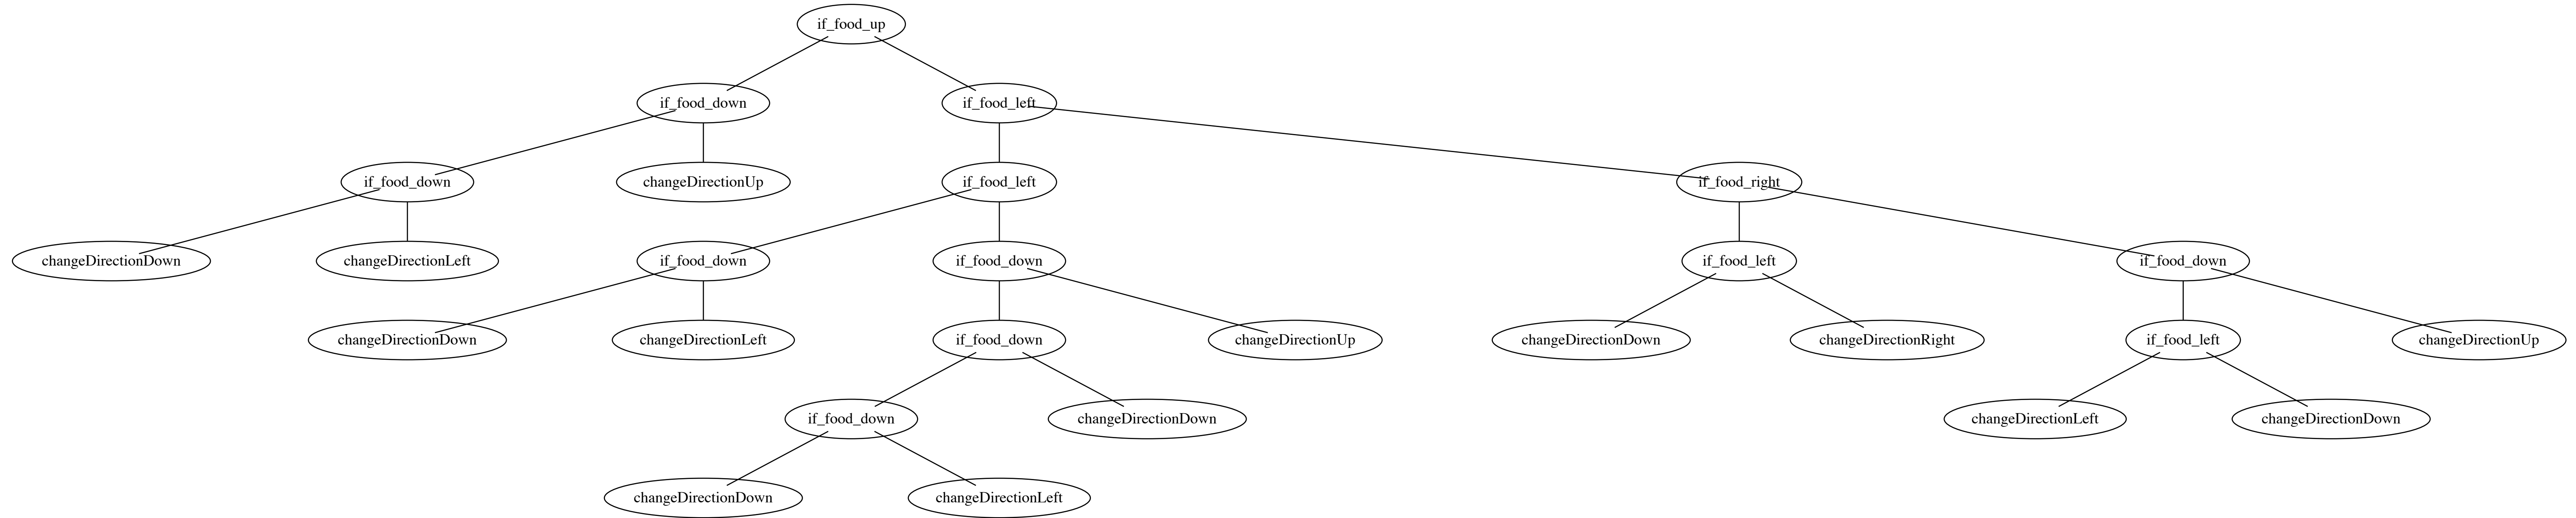 if_food_up
if_food_down
if_food_left
if_food_down
changeDirectionUp
if_food_left
if_food_right
changeDirectionDown
changeDirectionLeft
if_food_down
if_food_down
if_food_left
if_food_down
changeDirectionDown
changeDirectionLeft
if_food_down
changeDirectionUp
changeDirectionDown
changeDirectionRight
if_food_left
changeDirectionUp
if_food_down
changeDirectionDown
changeDirectionLeft
changeDirectionDown
changeDirectionDown
changeDirectionLeft